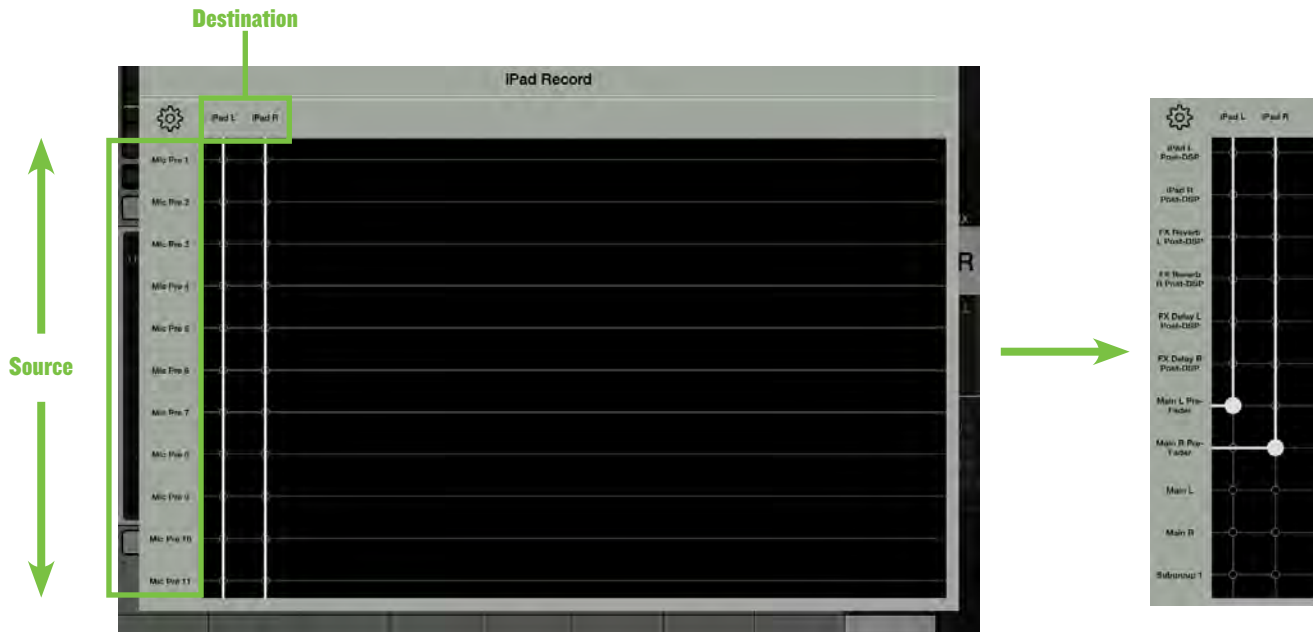 Destination
iPad Record
iPad L iPad R
Mic Pre 1
Mic Pre 2
Mic Pre 3
Mic Pre 4
Mic Pre 5
Mic Pre 6
Mic Pre 7
Mic Pre 8
Mic Pre 9
Mic Pre 10
Mic Pre 11
R
Source
iPad L iPad R
iPad L
Post-DSP
iPad R
Post-DSP
FX Reverb
L Post-DSP
FX Reverb
R Post-DSP
FX Delay L
Post-DSP
FX Delay R
Post-DSP
Main L Pre-
Fader
Main R Pre-
Fader
Main L
Main R
Subgroup 1